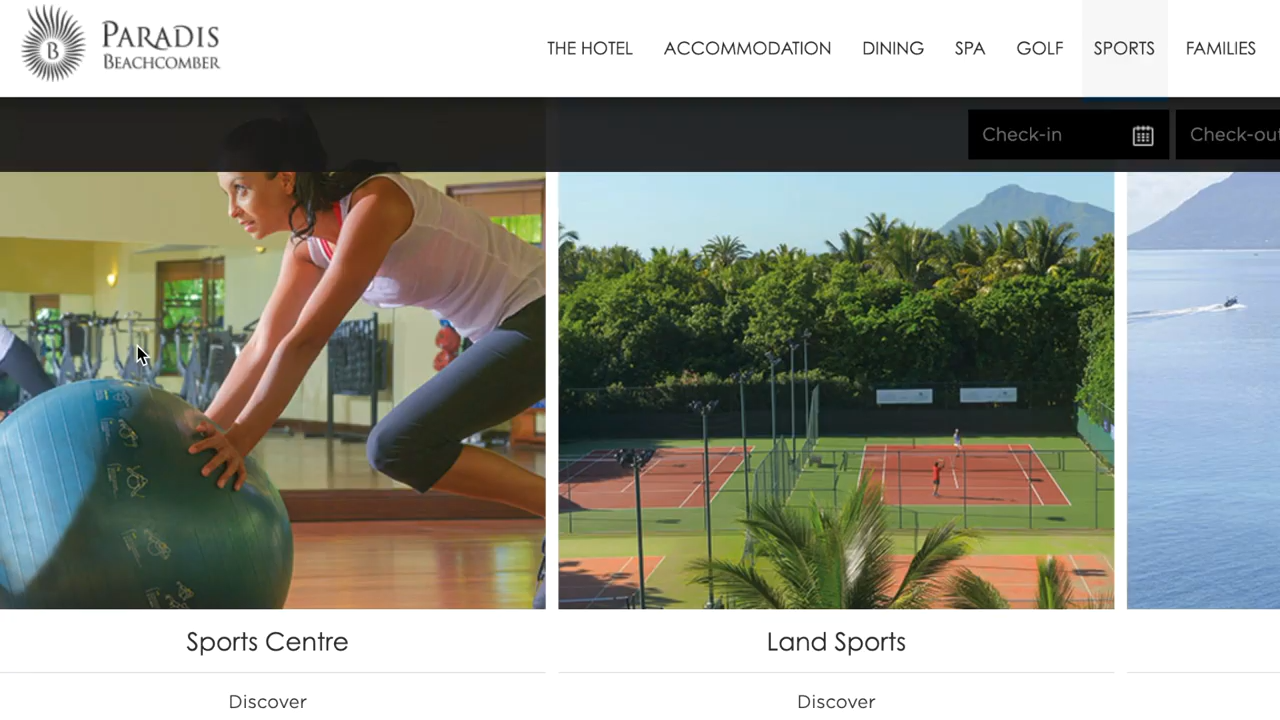 B
PARADIS
BEACHCOMBER
THE HOTEL ACCOMMODATION DINING SPA GOLF SPORTS FAMILIES
Check-in Check-out
Sports Centre Land Sports
Discover Discover